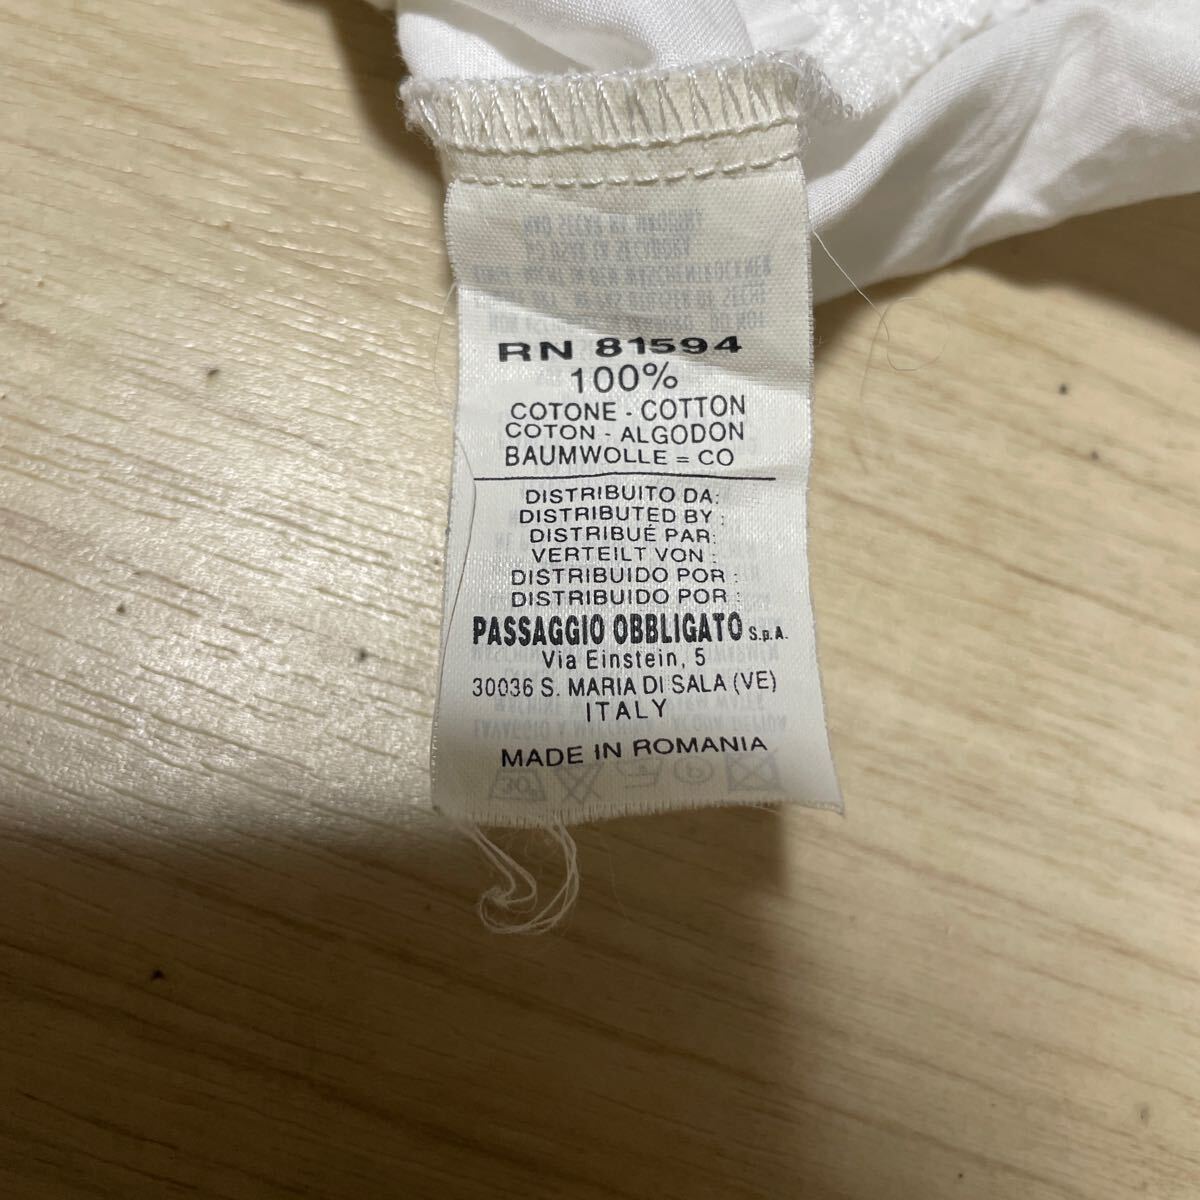 RN 81594
100%
COTONE - COTTON
COTON - ALGODON
BAUMWOLLE = CO
DISTRIBUITO DA:
DISTRIBUTED BY :
DISTRIBUÉ PAR:
VERTEILT VON :
DISTRIBUIDO POR :
DISTRIBUIDO POR :
PASSAGGIO OBBLIGATO S.p.A.
Via Einstein, 5
30036 S. MARIA DI SALA (VE)
ITALY
MADE IN ROMANIA